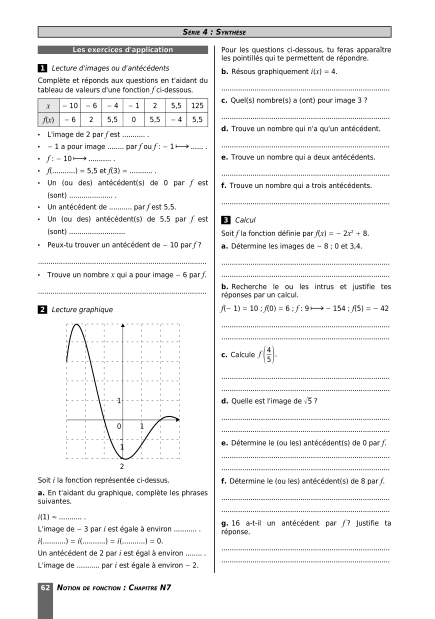 SÉRIE 4 : SYNTHÈSE
Les exercices d'application
1 Lecture d'images ou d'antécédents
Complète et réponds aux questions en t'aidant du
tableau de valeurs d'une fonction f ci-dessous.
x − 10 − 6 − 4 − 1 2 5,5 125
f(x) − 6 2 5,5 0 5,5 − 4 5,5
• L'image de 2 par f est ........... .
• − 1 a pour image ........ par f ou f : − 1 ⟼ ...... .
• f : − 10 ⟼ ........... .
• f(...........) = 5,5 et f(3) = ........... .
• Un (ou des) antécédent(s) de 0 par f est
(sont) ..................... .
• Un antécédent de ........... par f est 5,5.
• Un (ou des) antécédent(s) de 5,5 par f est
(sont) ...........................
• Peux-tu trouver un antécédent de − 10 par f ?
................................................................................
• Trouve un nombre x qui a pour image − 6 par f.
................................................................................
2 Lecture graphique
1
0 1
1
2
Soit i la fonction représentée ci-dessus.
a. En t'aidant du graphique, complète les phrases
suivantes.
i(1) ≈ ........... .
L'image de − 3 par i est égale à environ ........... .
i(...........) = i(...........) = i(...........) = 0.
Un antécédent de 2 par i est égal à environ ........ .
L'image de ........... par i est égale à environ − 2.
Pour les questions ci-dessous, tu feras apparaître
les pointillés qui te permettent de répondre.
b. Résous graphiquement i(x) = 4.
................................................................................
c. Quel(s) nombre(s) a (ont) pour image 3 ?
................................................................................
d. Trouve un nombre qui n'a qu'un antécédent.
................................................................................
e. Trouve un nombre qui a deux antécédents.
................................................................................
f. Trouve un nombre qui a trois antécédents.
................................................................................
3 Calcul
Soit f la fonction définie par f(x) = − 2x² + 8.
a. Détermine les images de − 8 ; 0 et 3,4.
................................................................................
................................................................................
b. Recherche le ou les intrus et justifie tes
réponses par un calcul.
f(− 1) = 10 ; f(0) = 6 ; f : 9 ⟼ − 154 ; f(5) = − 42
................................................................................
................................................................................
c. Calcule f(4/5).
................................................................................
................................................................................
d. Quelle est l'image de √5 ?
................................................................................
................................................................................
e. Détermine le (ou les) antécédent(s) de 0 par f.
................................................................................
................................................................................
f. Détermine le (ou les) antécédent(s) de 8 par f.
................................................................................
................................................................................
g. 16 a-t-il un antécédent par f ? Justifie ta
réponse.
................................................................................
................................................................................
62 NOTION DE FONCTION : CHAPITRE N7